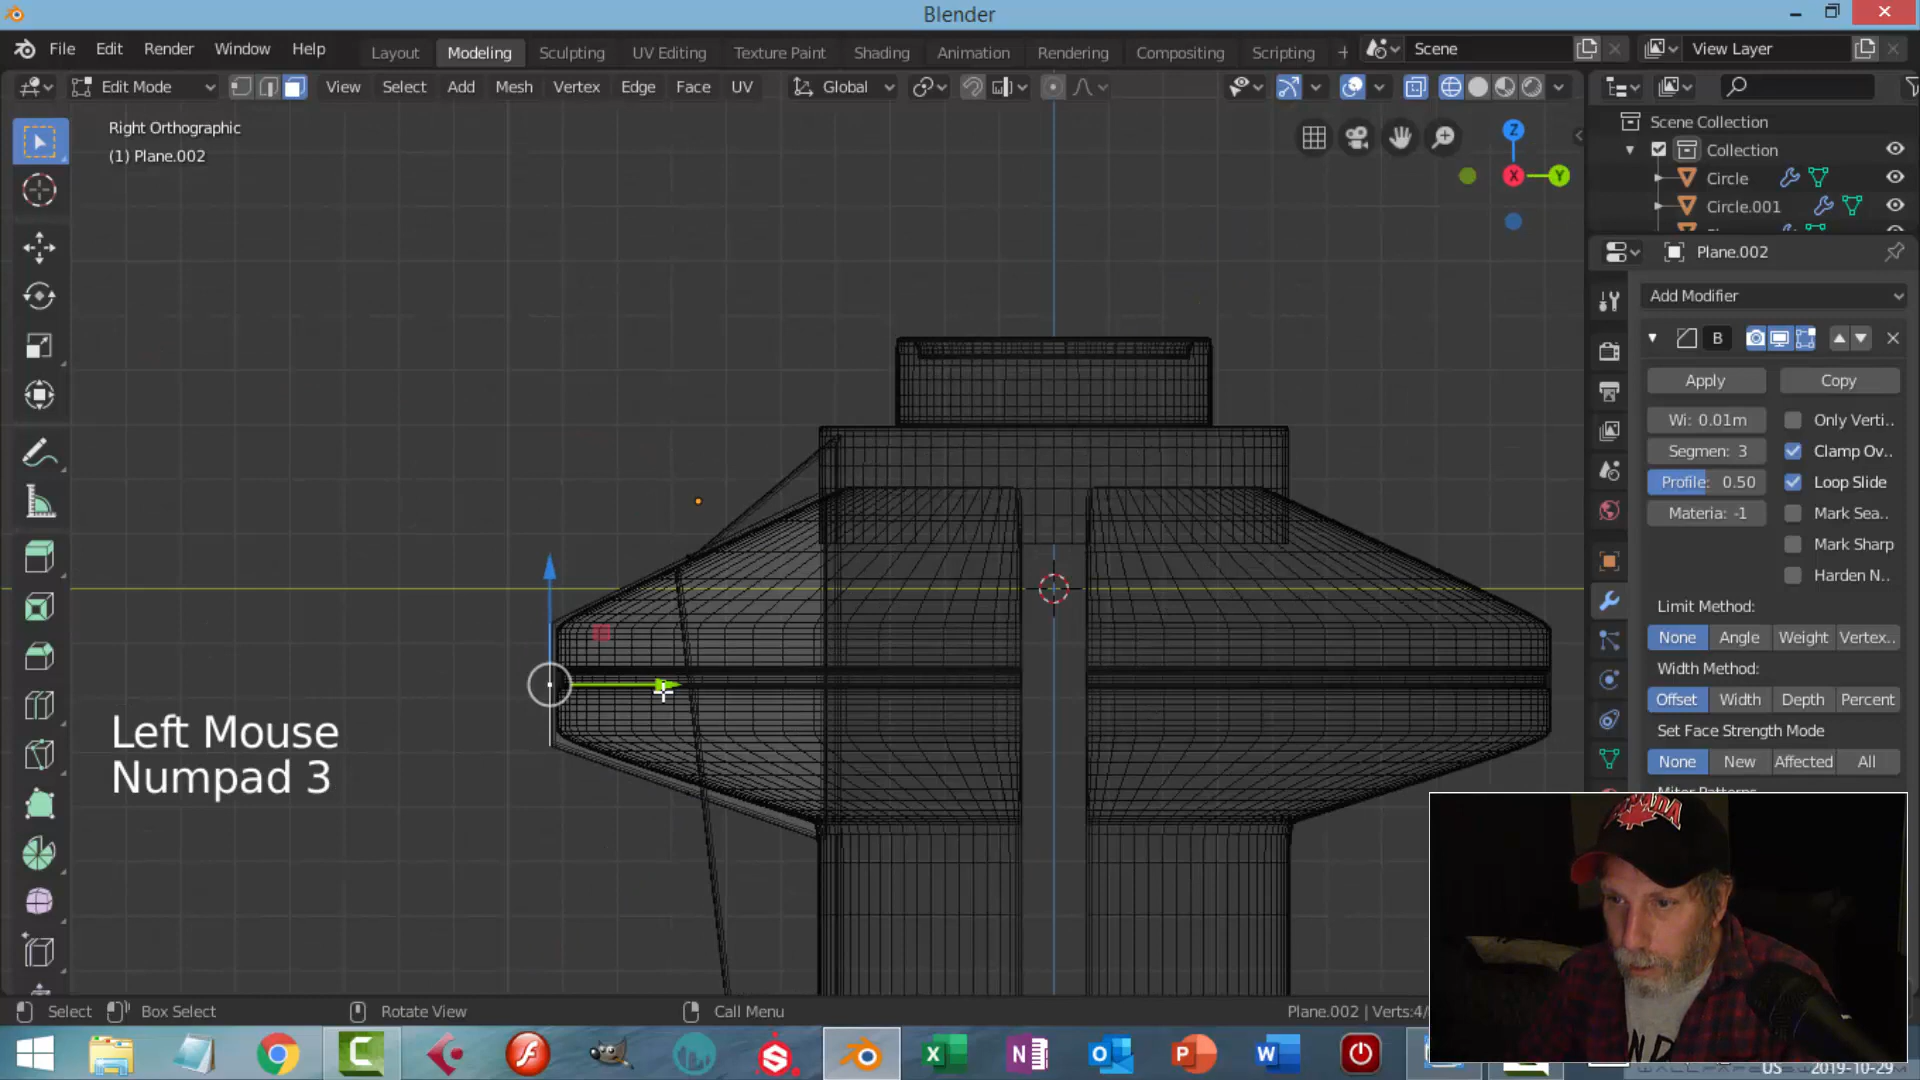 Blender
File Edit Render Window Help
Layout Modeling Sculpting UV Editing Texture Paint Shading Animation Rendering Compositing Scripting +
Scene
View Layer
Edit Mode
View Select Add Mesh Vertex Edge Face UV
Global
Right Orthographic
(1) Plane.002
Z
X
Y
Scene Collection
Collection
Circle
Circle.001
Plane.002
Add Modifier
B
Apply Copy
Wi: 0.01m Only Verti..
Segmen: 3 Clamp Ov..
Profile: 0.50 Loop Slide
Materia: -1 Mark Sea..
Mark Sharp
Harden N..
Limit Method:
None Angle Weight Vertex..
Width Method:
Offset Width Depth Percent
Set Face Strength Mode
None New Affected All
Left Mouse
Numpad 3
Select Box Select Rotate View Call Menu
Plane.002 | Verts:4/
US 2019-10-29